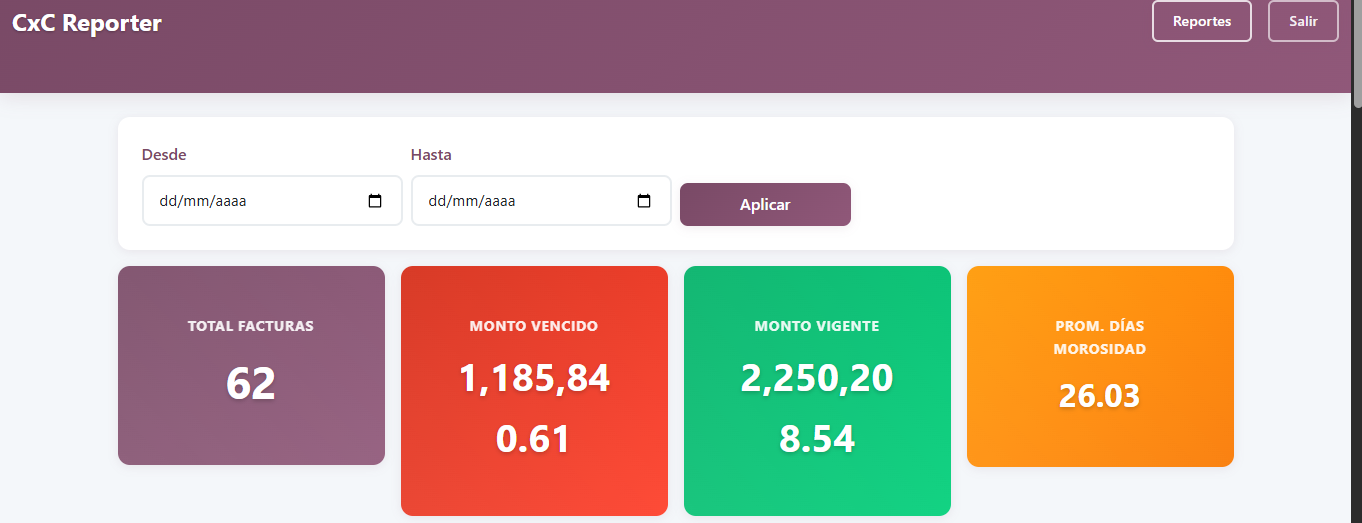 CxC Reporter
Reportes
Salir
Desde
Hasta
dd/mm/aaaa
dd/mm/aaaa
Aplicar
TOTAL FACTURAS
62
MONTO VENCIDO
1,185,84
0.61
MONTO VIGENTE
2,250,20
8.54
PROM. DÍAS
MOROSIDAD
26.03